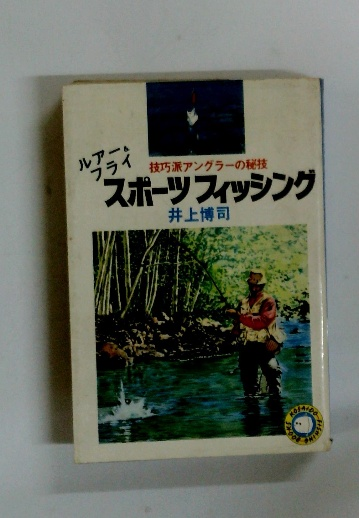 ルアー&
フライ
技巧派アングラーの秘技
スポーツフィッシング
井上博司